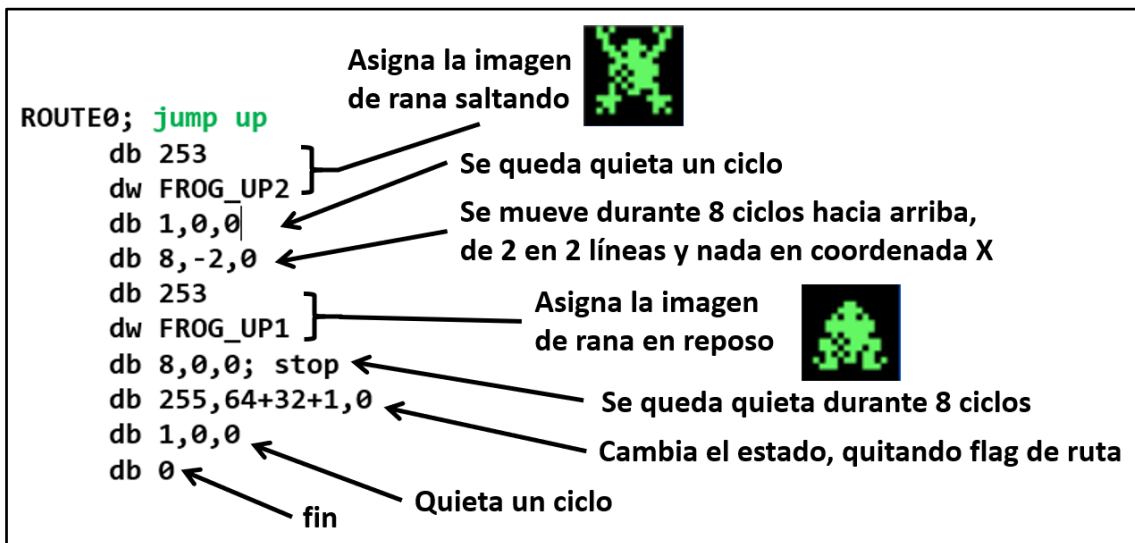 Asigna la imagen
de rana saltando
ROUTE0; jump up
db 253
dw FROG_UP2
Se queda quieta un ciclo
db 1,0,0
Se mueve durante 8 ciclos hacia arriba,
de 2 en 2 líneas y nada en coordenada X
db 8,-2,0
db 253
dw FROG_UP1
Asigna la imagen
de rana en reposo
db 8,0,0; stop
Se queda quieta durante 8 ciclos
db 255,64+32+1,0
Cambia el estado, quitando flag de ruta
db 1,0,0
Quieta un ciclo
db 0
fin